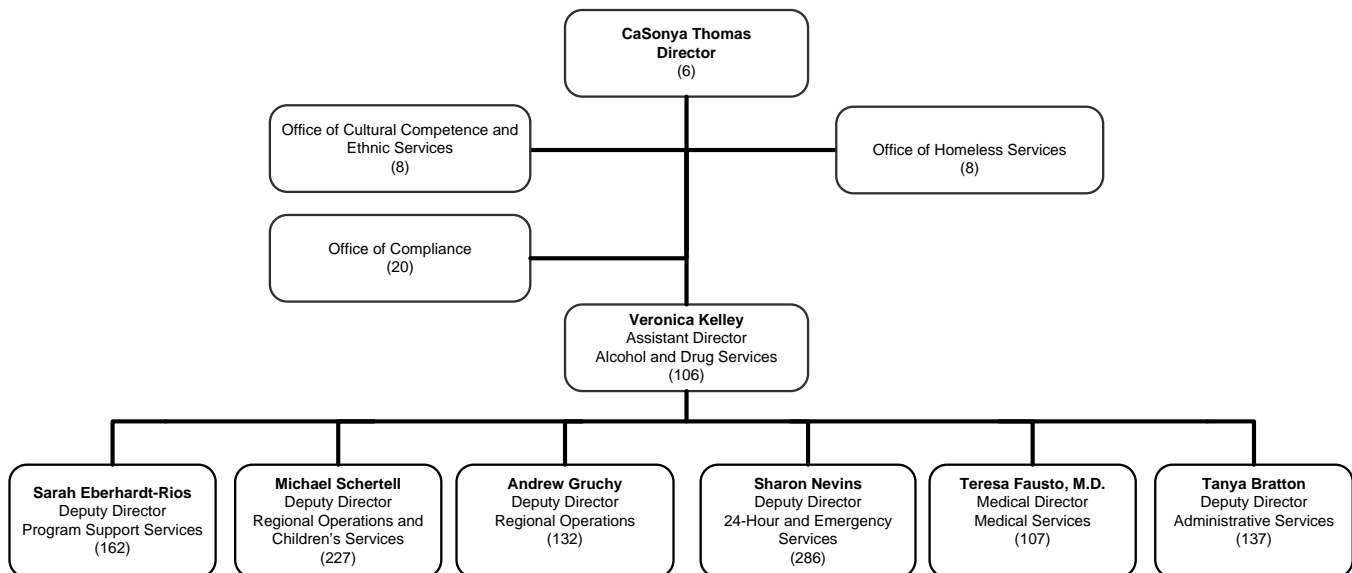 CaSonya Thomas
Director
(6)
Office of Cultural Competence and
Ethnic Services
(8)
Office of Homeless Services
(8)
Office of Compliance
(20)
Veronica Kelley
Assistant Director
Alcohol and Drug Services
(106)
Sarah Eberhardt-Rios
Deputy Director
Program Support Services
(162)
Michael Schertell
Deputy Director
Regional Operations and
Children's Services
(227)
Andrew Gruchy
Deputy Director
Regional Operations
(132)
Sharon Nevins
Deputy Director
24-Hour and Emergency
Services
(286)
Teresa Fausto, M.D.
Medical Director
Medical Services
(107)
Tanya Bratton
Deputy Director
Administrative Services
(137)